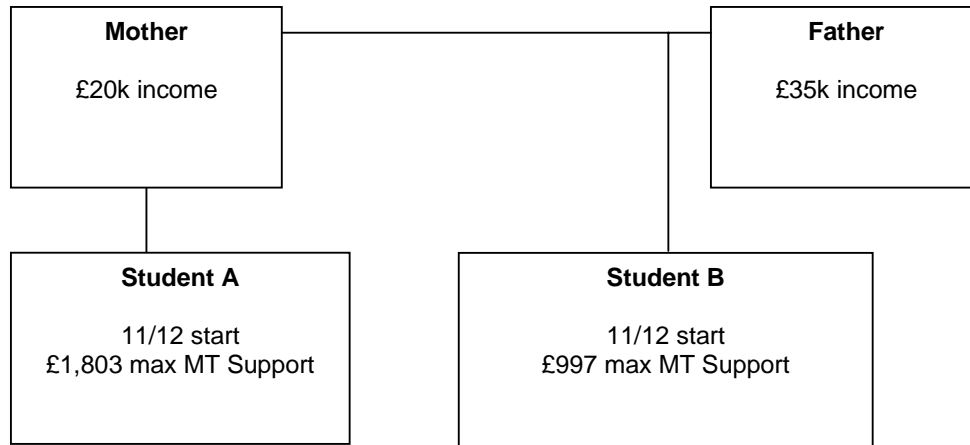 Mother
£20k income
Father
£35k income
Student A
11/12 start
£1,803 max MT Support
Student B
11/12 start
£997 max MT Support